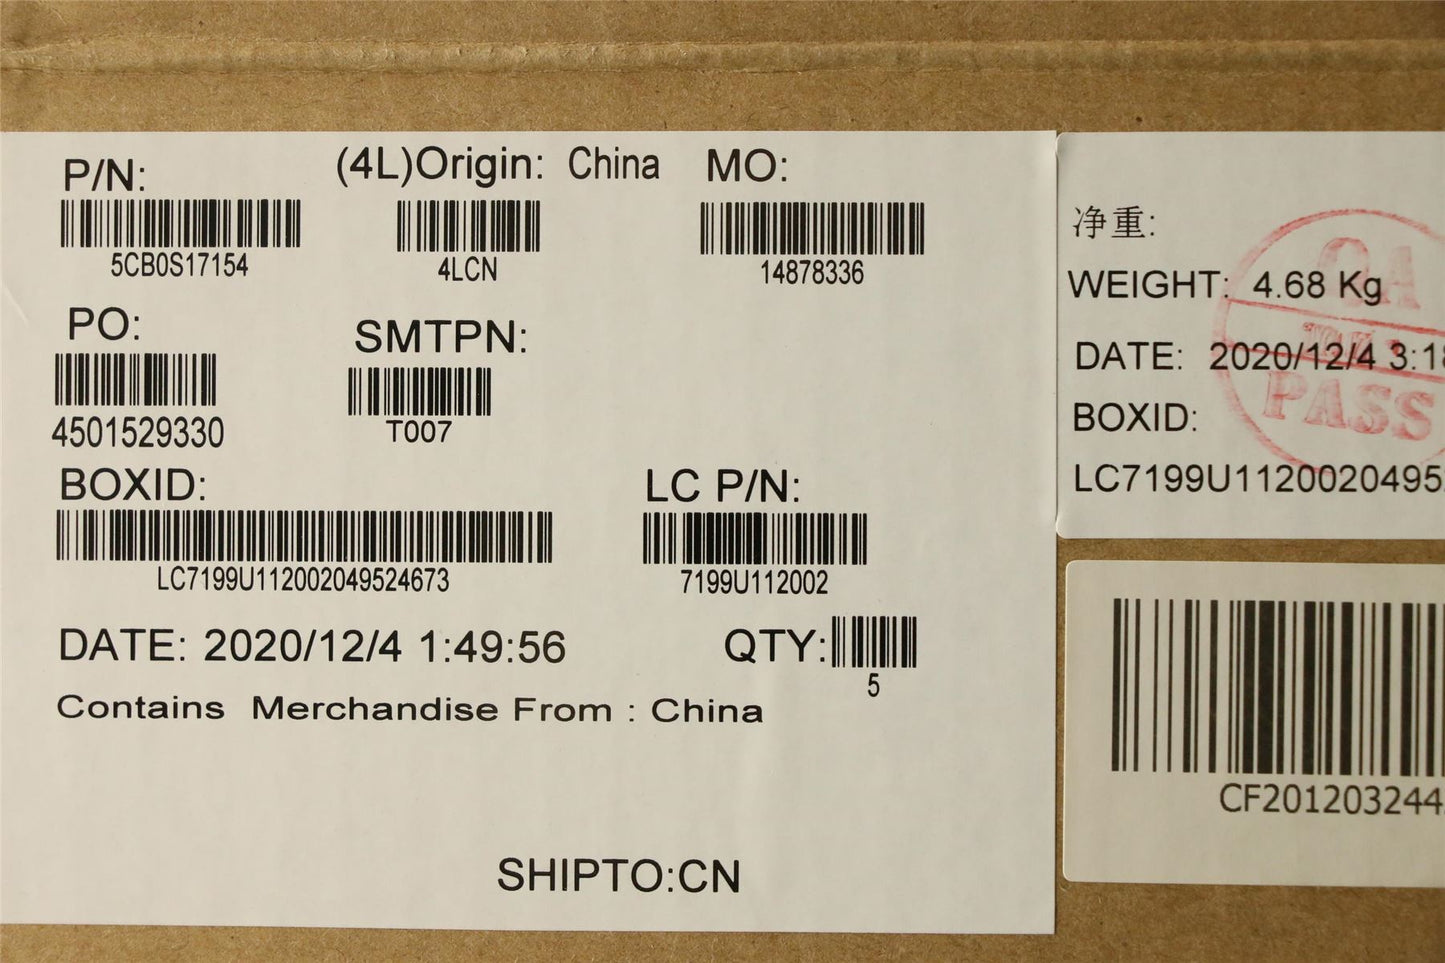 P/N:
5CB0S17154
(4L)Origin: China
4LCN
MO:
14878336
PO:
4501529330
SMTPN:
T007
BOXID:
LC7199U112002049524673
LC P/N:
7199U112002
DATE: 2020/12/4 1:49:56
QTY:
5
Contains Merchandise From : China
SHIPTO:CN
净重:
WEIGHT: 4.68 Kg
DATE: 2020/12/4 3:18
BOXID:
LC7199U1120020495
QA
PASS
CF201203244